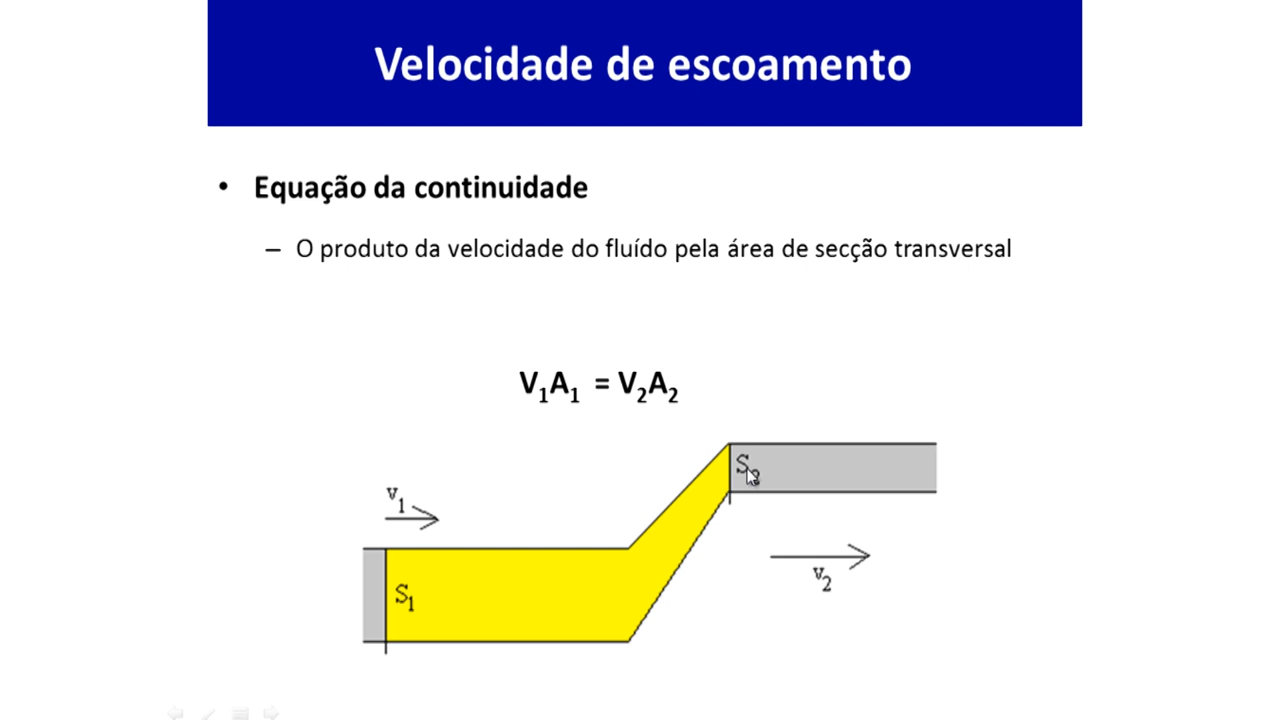 Velocidade de escoamento
• Equação da continuidade
– O produto da velocidade do fluído pela área de secção transversal
V₁A₁ = V₂A₂
S₂
v₁
S₁
v₂